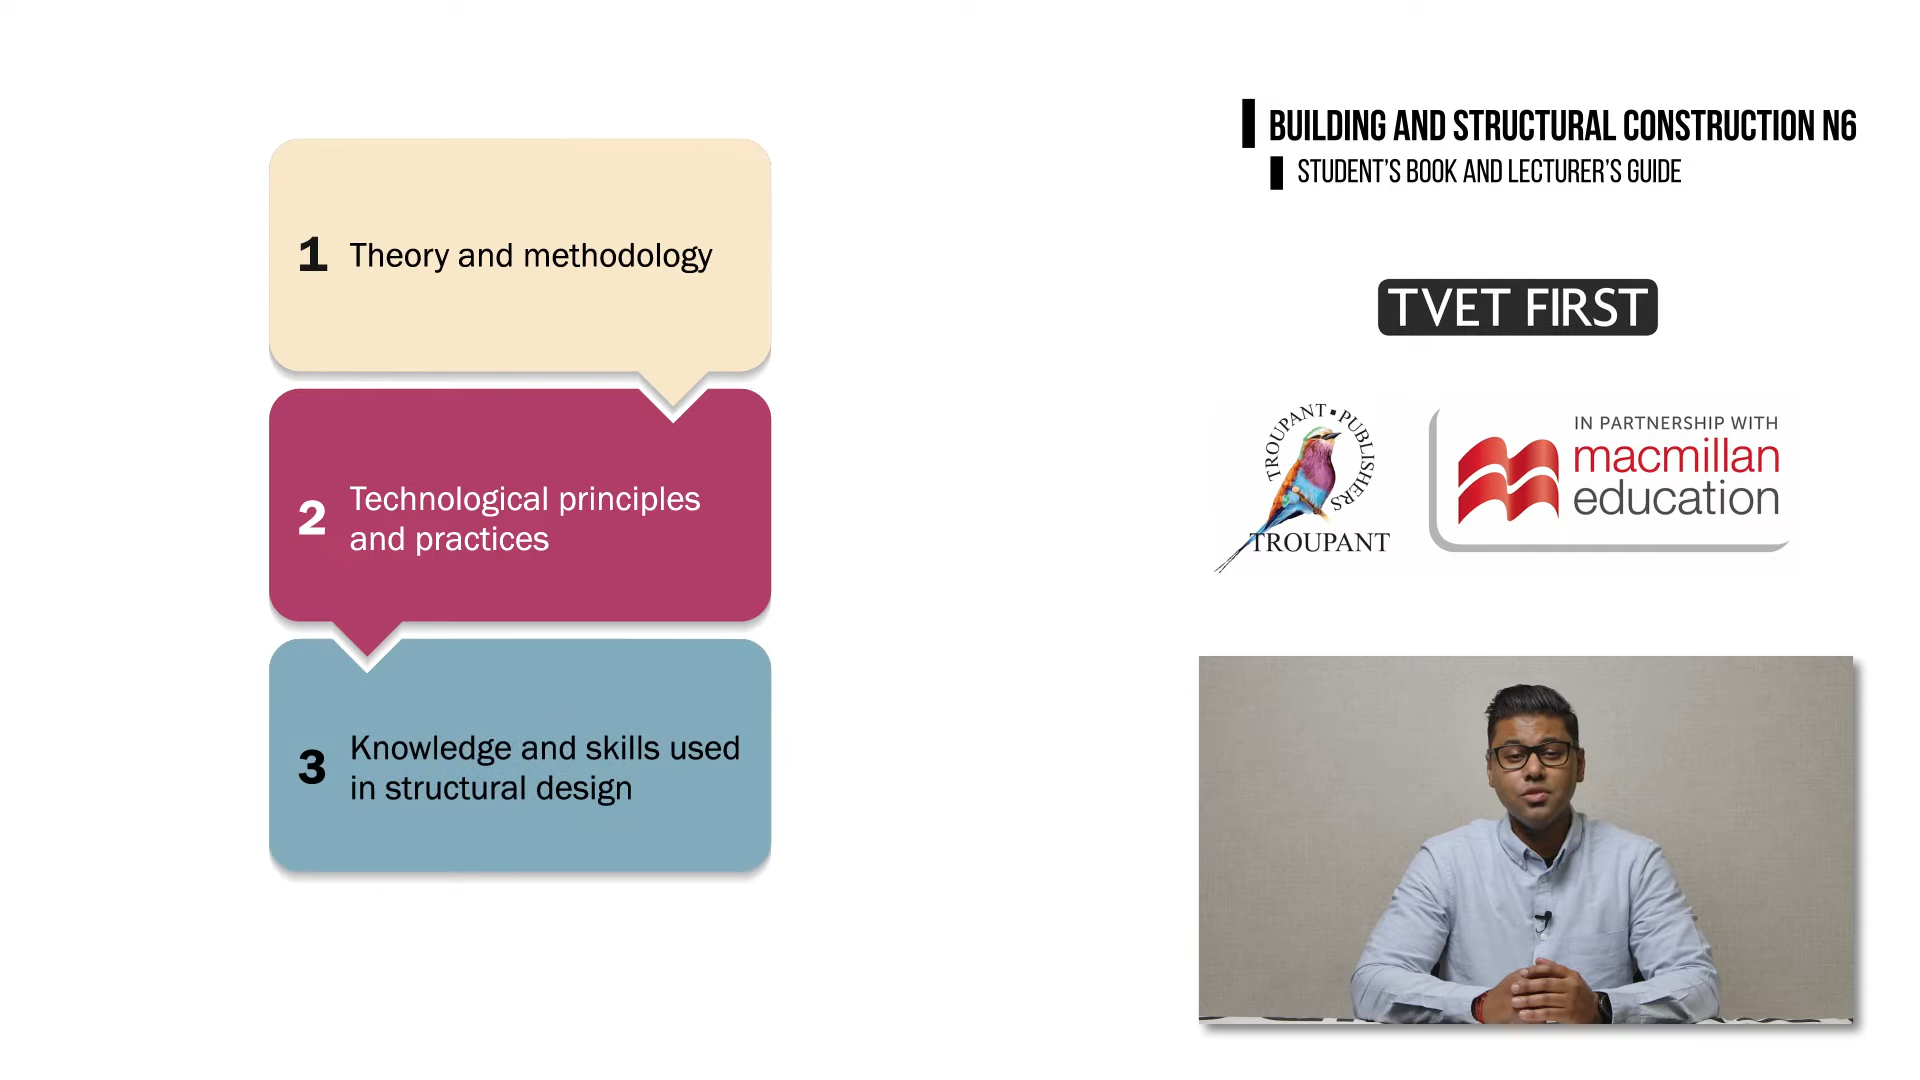 1 Theory and methodology
2 Technological principles
and practices
3 Knowledge and skills used
in structural design
BUILDING AND STRUCTURAL CONSTRUCTION N6
STUDENT'S BOOK AND LECTURER'S GUIDE
TVET FIRST
TROUPANT ▪ PUBLISHERS
TROUPANT
IN PARTNERSHIP WITH
macmillan
education